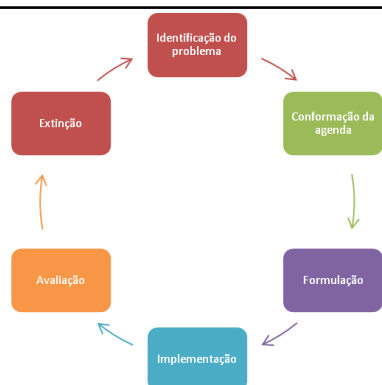 Identificação do
problema
Conformação da
agenda
Formulação
Implementação
Avaliação
Extinção